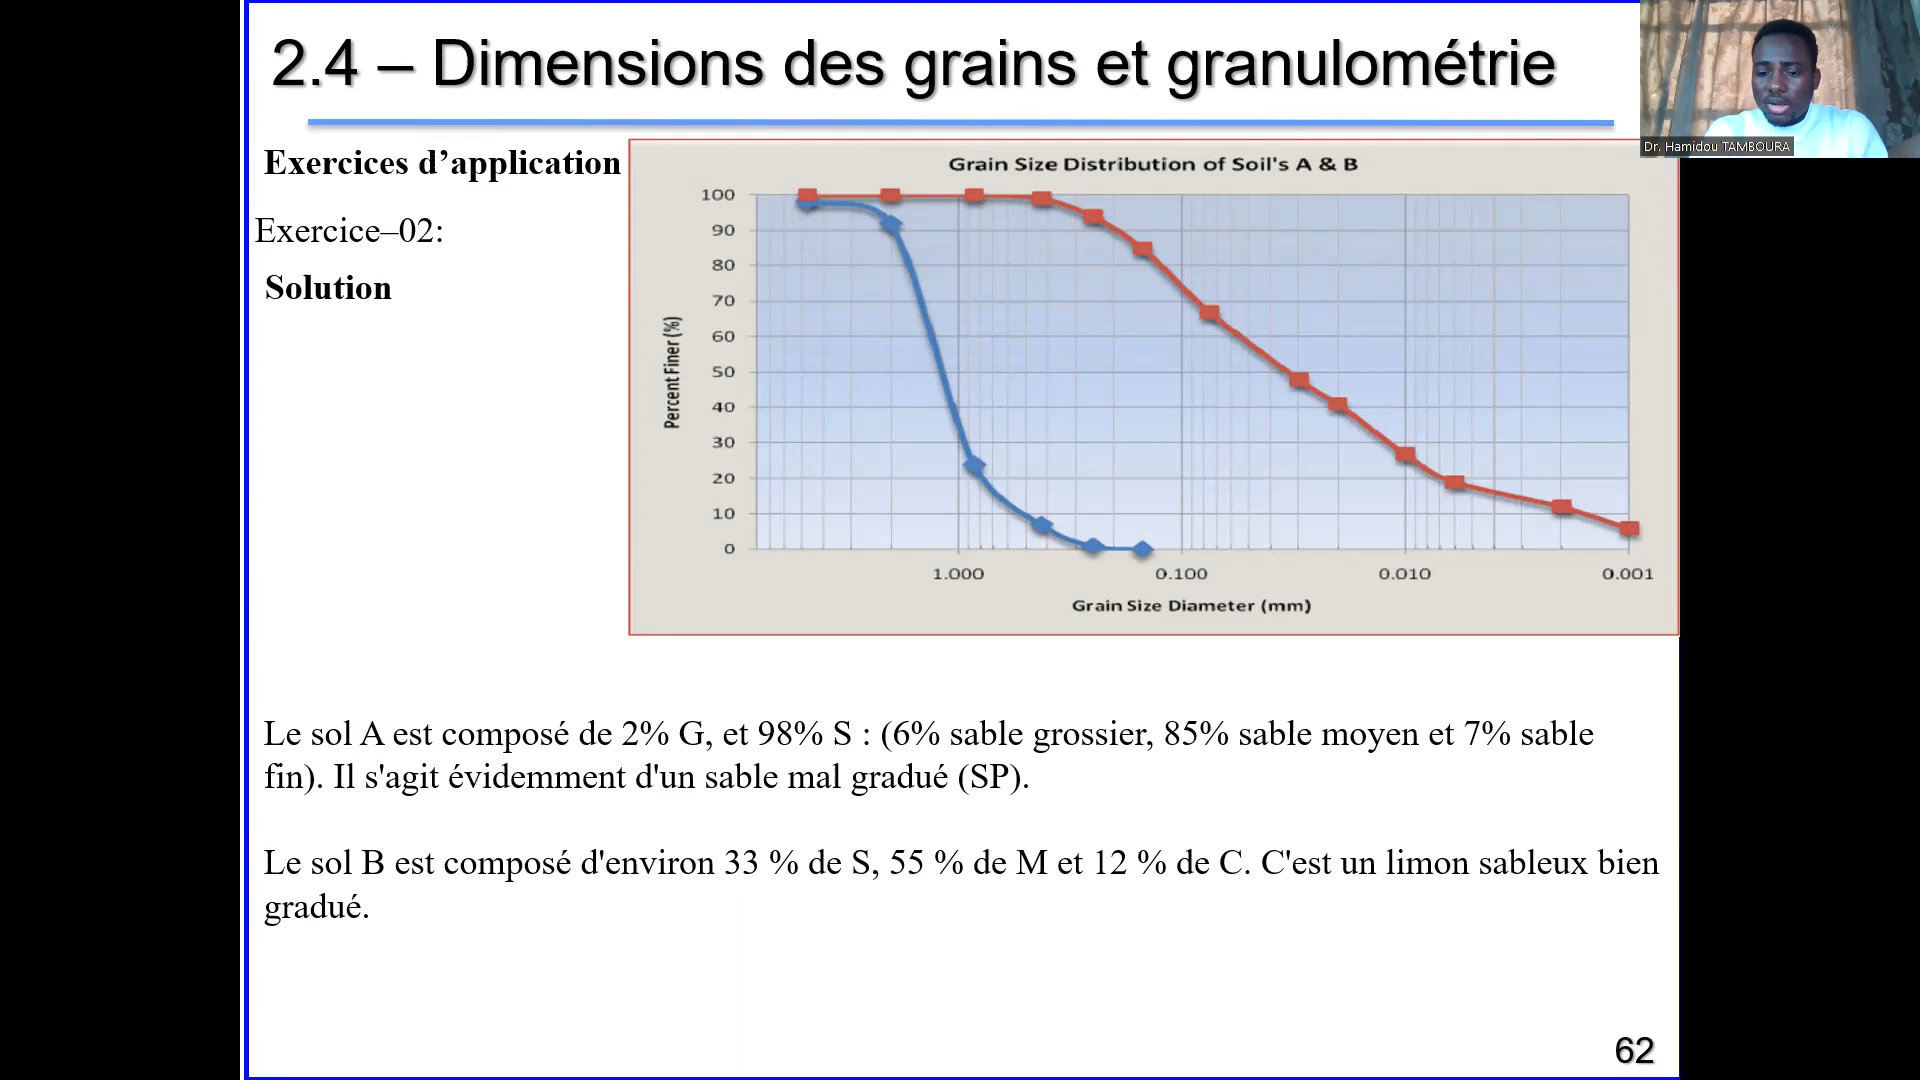 2.4 – Dimensions des grains et granulométrie
Dr. Hamidou TAMBOURA
Exercices d’application
Exercice–02:
Solution
Grain Size Distribution of Soil's A & B
Percent Finer (%)
100
90
80
70
60
50
40
30
20
10
0
1.000 0.100 0.010 0.001
Grain Size Diameter (mm)
Le sol A est composé de 2% G, et 98% S : (6% sable grossier, 85% sable moyen et 7% sable
fin). Il s'agit évidemment d'un sable mal gradué (SP).
Le sol B est composé d'environ 33 % de S, 55 % de M et 12 % de C. C'est un limon sableux bien
gradué.
62